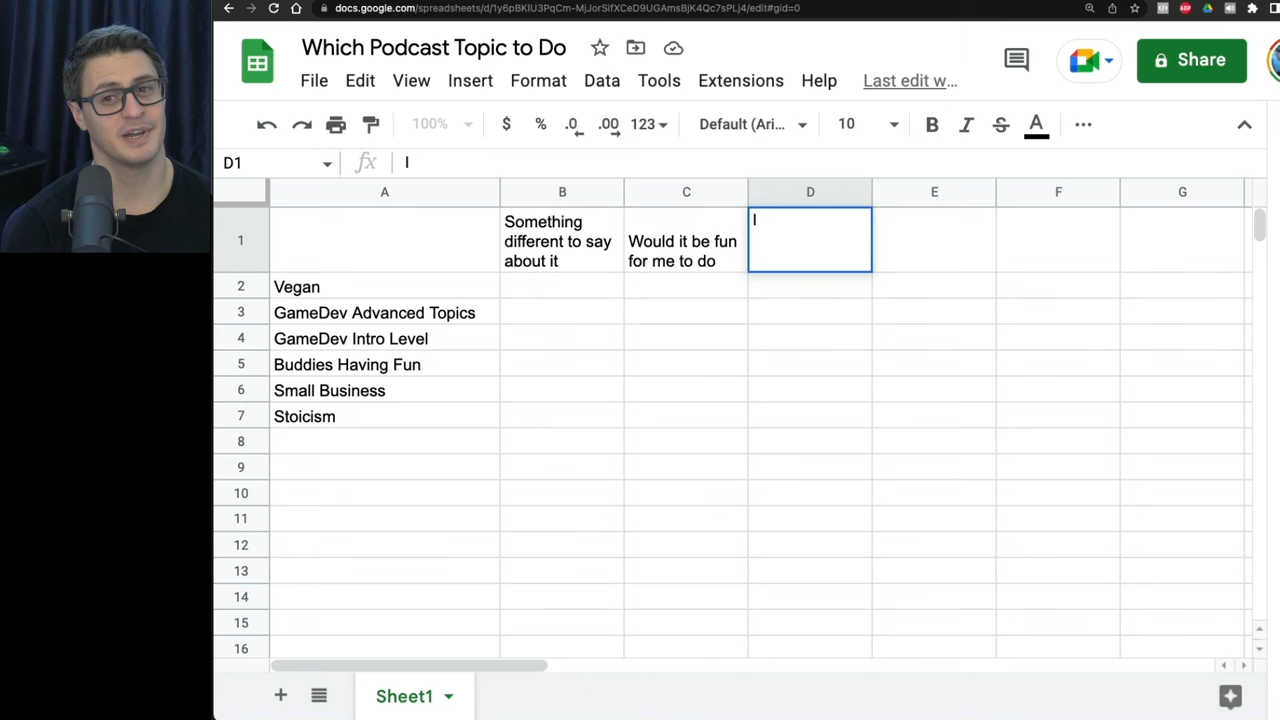 docs.google.com/spreadsheets/d/1y6pBKIU3PqCm-MjJorSifXCeD9UGAmsBjK4Qc7sPLj4/edit#gid=0
Which Podcast Topic to Do
File Edit View Insert Format Data Tools Extensions Help Last edit w...
Share
100% $ % .0 .00 123 Default (Ari... 10 B I S A
D1 fx I
A B C D E F G
1 Something different to say about it Would it be fun for me to do I
2 Vegan
3 GameDev Advanced Topics
4 GameDev Intro Level
5 Buddies Having Fun
6 Small Business
7 Stoicism
8
9
10
11
12
13
14
15
16
Sheet1